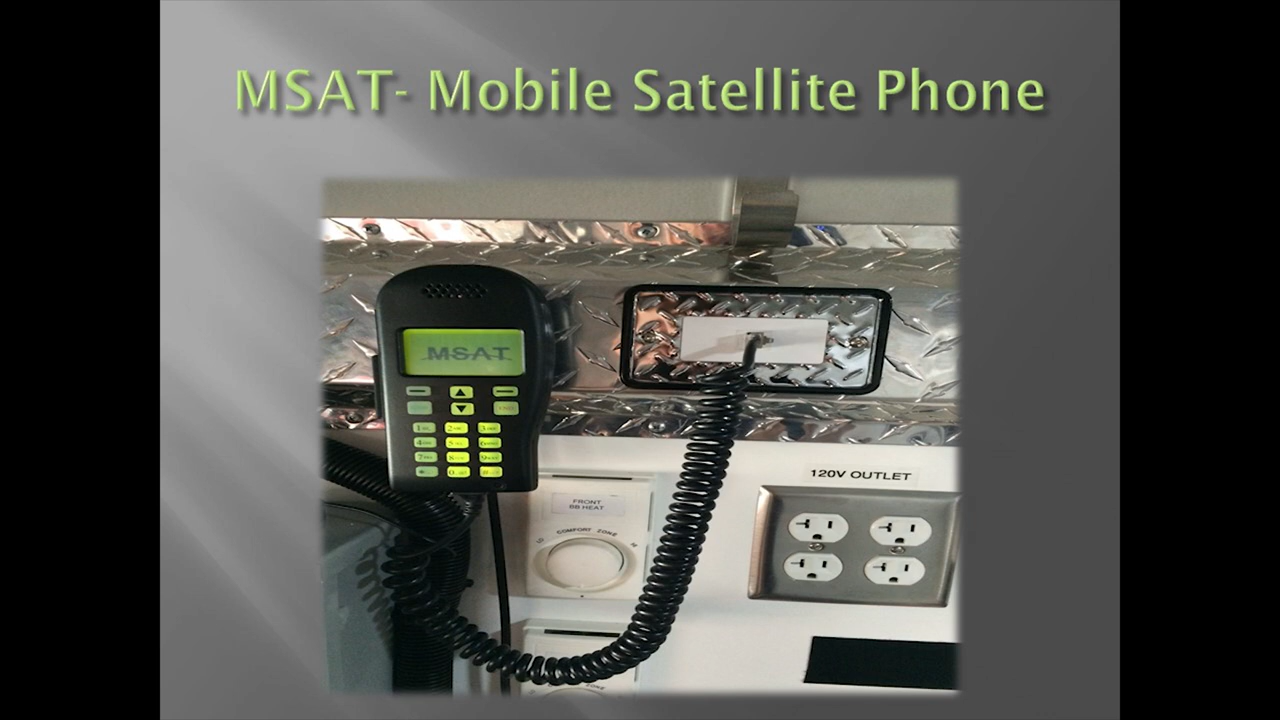 MSAT- Mobile Satellite Phone
MSAT
120V OUTLET
FRONT
BB HEAT
COMFORT ZONE